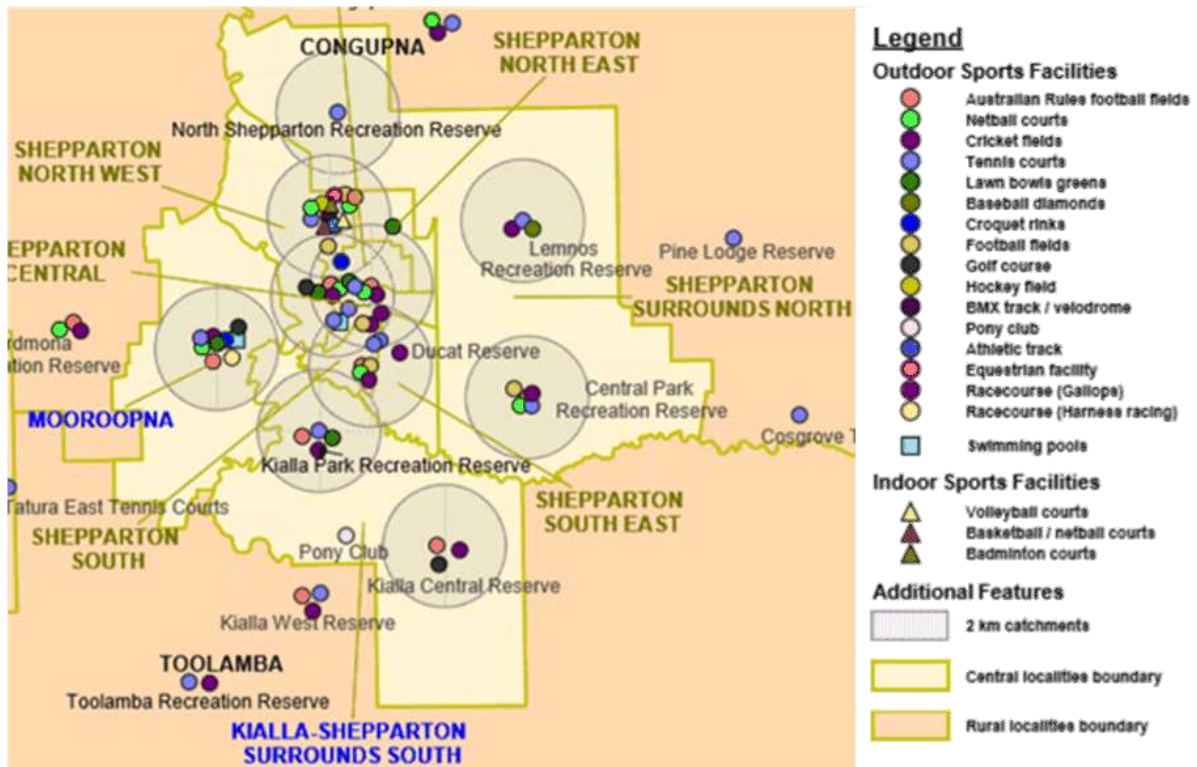 CONGUPNA
SHEPPARTON
NORTH EAST
North Shepparton Recreation Reserve
SHEPPARTON
NORTH WEST
Lemnos
Recreation Reserve
Pine Lodge Reserve
EPPARTON
CENTRAL
SHEPPARTON
SURROUNDS NORTH
rdmona
ation Reserve
Ducat Reserve
Central Park
Recreation Reserve
MOOROOPNA
Cosgrove T
Kialla Park Recreation Reserve
Tatura East Tennis Courts
SHEPPARTON
SOUTH
SHEPPARTON
SOUTH EAST
Pony Club
Kialla Central Reserve
Kialla West Reserve
TOOLAMBA
Toolamba Recreation Reserve
KIALLA-SHEPPARTON
SURROUNDS SOUTH
Legend
Outdoor Sports Facilities
Australian Rules football fields
Netball courts
Cricket fields
Tennis courts
Lawn bowls greens
Baseball diamonds
Croquet rinks
Football fields
Golf course
Hockey field
BMX track / velodrome
Pony club
Athletic track
Equestrian facility
Racecourse (Gallops)
Racecourse (Harness racing)
Swimming pools
Indoor Sports Facilities
Volleyball courts
Basketball / netball courts
Badminton courts
Additional Features
2 km catchments
Central localities boundary
Rural localities boundary